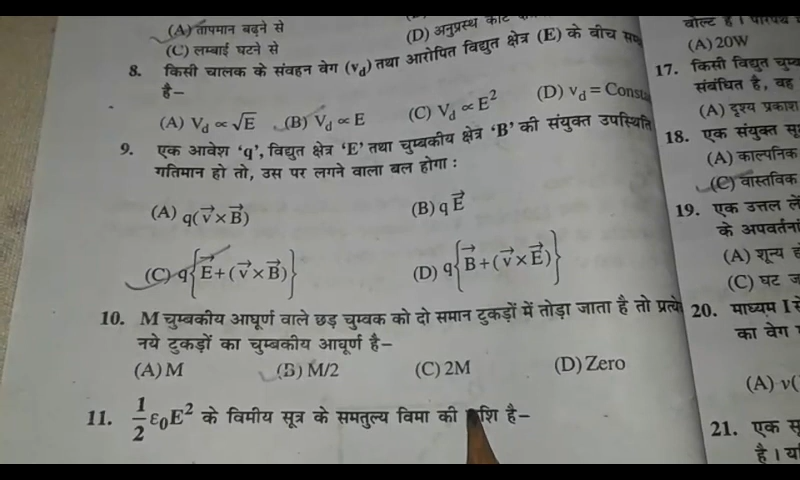 (A) तापमान बढ़ने से
(C) लम्बाई घटने से
(D) अनुप्रस्थ काट
8. किसी चालक के संवहन वेग (vd) तथा आरोपित विद्युत क्षेत्र (E) के बीच
है–
(A) Vd ∝ √E (B) Vd ∝ E (C) Vd ∝ E² (D) vd =
9. एक आवेश ‘q’, विद्युत क्षेत्र ‘E’ तथा चुम्बकीय क्षेत्र ‘B’ की संयुक्त उपस्थिति
गतिमान हो तो, उस पर लगने वाला बल होगा :
(A) q(v⃗×B⃗) (B) q E⃗
(C) q{E⃗+(v⃗×B⃗)} (D) q{B⃗+(v⃗×E⃗)}
10. M चुम्बकीय आघूर्ण वाले छड़ चुम्बक को दो समान टुकड़ों में तोड़ा जाता है तो
नये टुकड़ों का चुम्बकीय आघूर्ण है–
(A) M (B) M/2 (C) 2M (D) Zero
11. 1/2 ε₀E² के विमीय सूत्र के समतुल्य विमा की है–
(A) 20W
17. किसी विद्युत
संबंधित है, वह
(A) दृश्य प्रकाश
18. एक संयुक्त
(A) काल्पनिक
(C) वास्तविक
19. एक उत्तल
के
(A) शून्य
(C) घट
20. माध्यम I से
का वेग
(A) v(
21. एक
है।